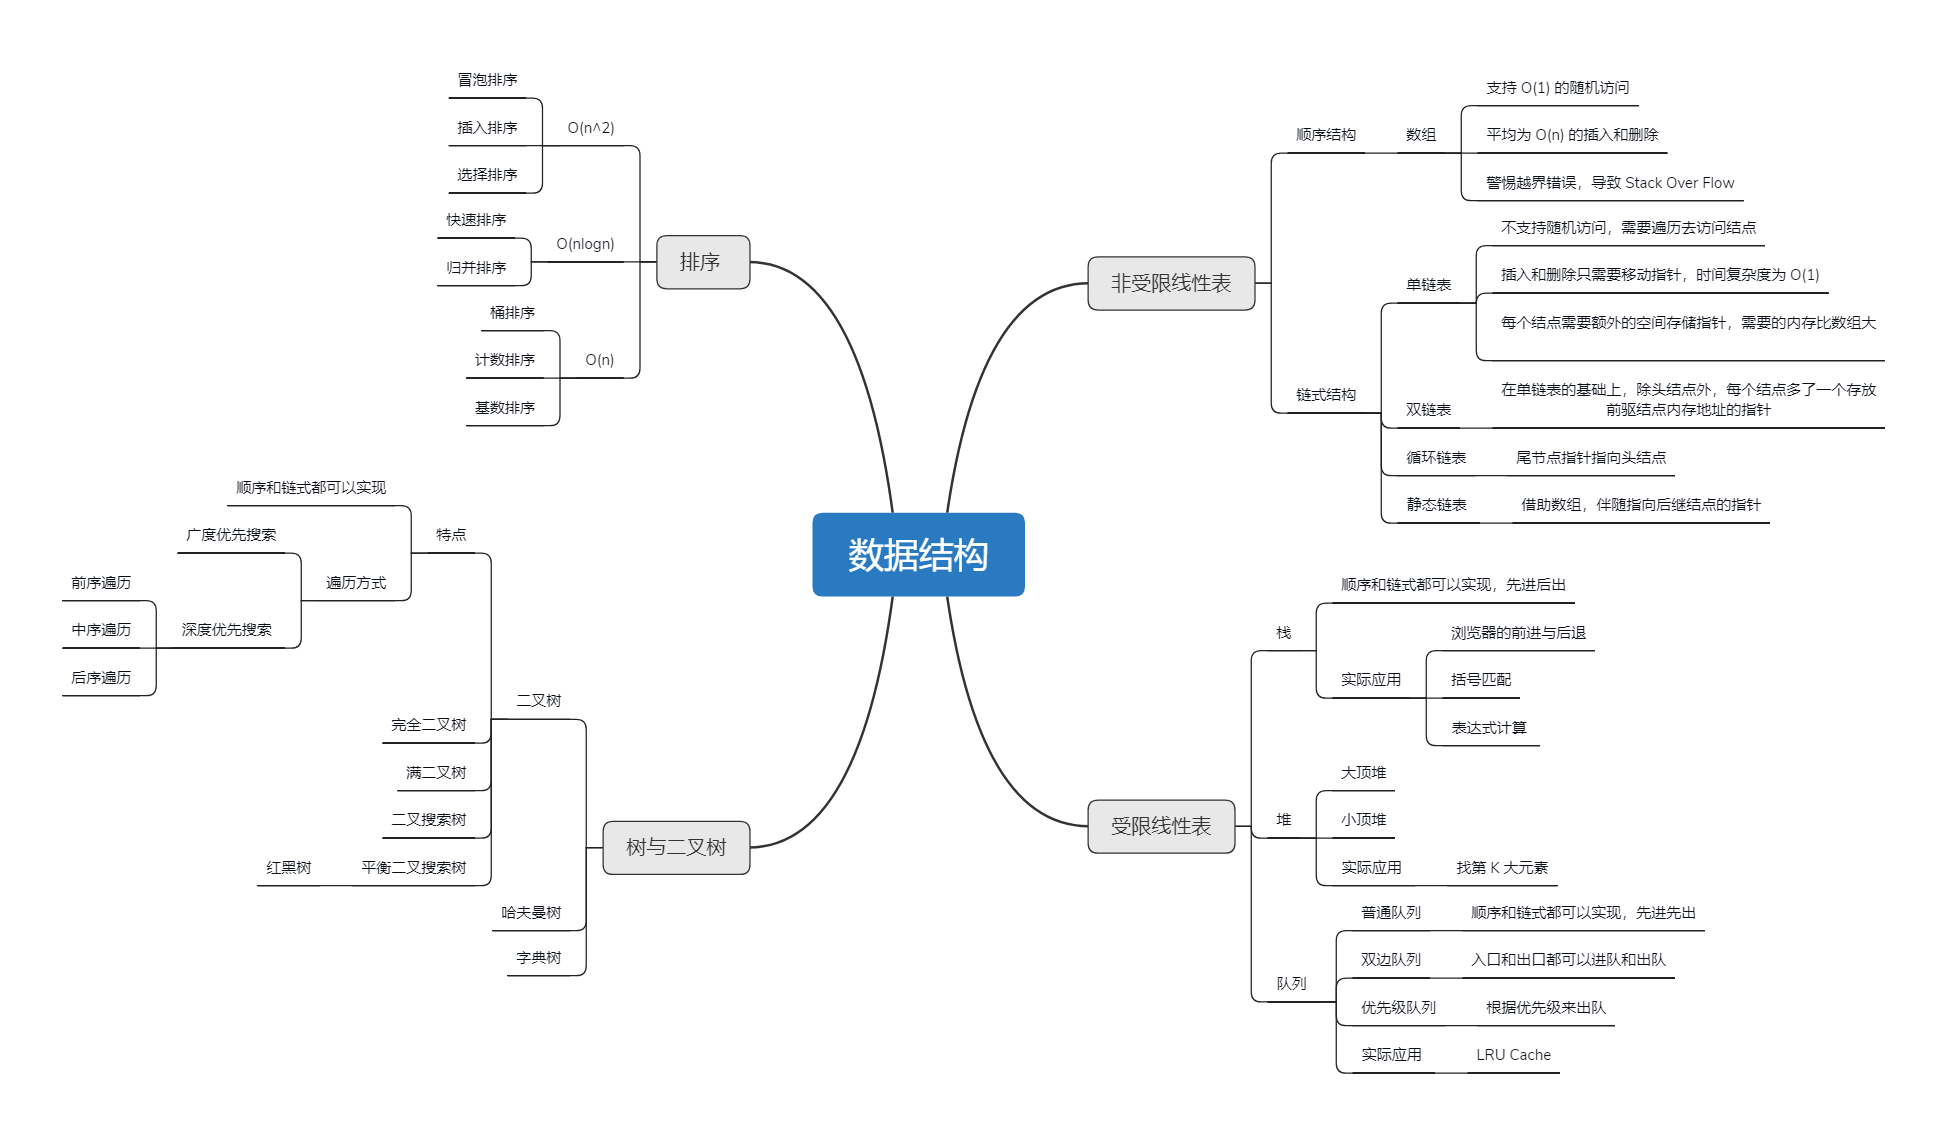 数据结构
排序
O(n^2)
冒泡排序
插入排序
选择排序
O(nlogn)
快速排序
归并排序
O(n)
桶排序
计数排序
基数排序
树与二叉树
二叉树
特点
顺序和链式都可以实现
遍历方式
广度优先搜索
深度优先搜索
前序遍历
中序遍历
后序遍历
完全二叉树
满二叉树
二叉搜索树
平衡二叉搜索树
红黑树
哈夫曼树
字典树
非受限线性表
顺序结构
数组
支持 O(1) 的随机访问
平均为 O(n) 的插入和删除
警惕越界错误，导致 Stack Over Flow
链式结构
单链表
不支持随机访问，需要遍历去访问结点
插入和删除只需要移动指针，时间复杂度为 O(1)
每个结点需要额外的空间存储指针，需要的内存比数组大
双链表
在单链表的基础上，除头结点外，每个结点多了一个存放
前驱结点内存地址的指针
循环链表
尾节点指针指向头结点
静态链表
借助数组，伴随指向后继结点的指针
受限线性表
栈
顺序和链式都可以实现，先进后出
实际应用
浏览器的前进与后退
括号匹配
表达式计算
堆
大顶堆
小顶堆
实际应用
找第 K 大元素
队列
普通队列
顺序和链式都可以实现，先进先出
双边队列
入口和出口都可以进队和出队
优先级队列
根据优先级来出队
实际应用
LRU Cache